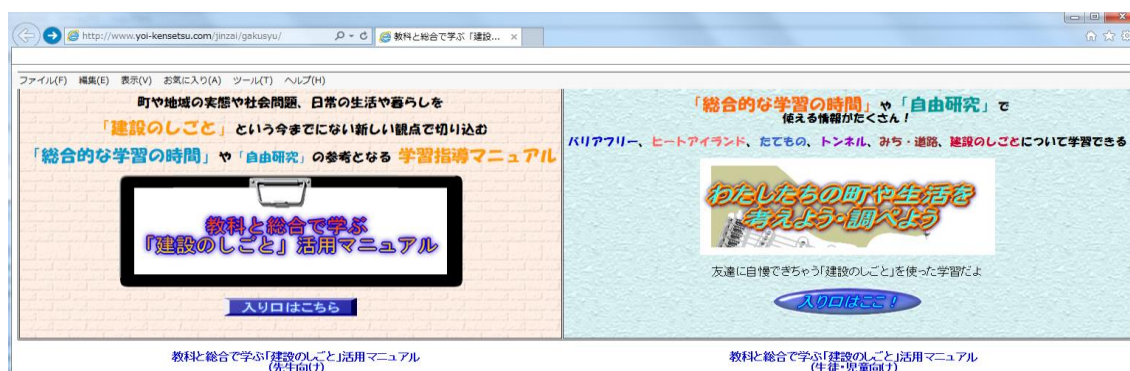 http://www.yoi-kensetsu.com/jinzai/gakusyu/
教科と総合で学ぶ「建設...
ファイル(F) 編集(E) 表示(V) お気に入り(A) ツール(T) ヘルプ(H)
町や地域の実態や社会問題、日常の生活や暮らしを
「建設のしごと」という今までにない新しい観点で切り込む
「総合的な学習の時間」や「自由研究」の参考となる 学習指導マニュアル
教科と総合で学ぶ
「建設のしごと」活用マニュアル
入り口はこちら
教科と総合で学ぶ「建設のしごと」活用マニュアル
(先生向け)
「総合的な学習の時間」や「自由研究」で
使える情報がたくさん！
バリアフリー、ヒートアイランド、たてもの、トンネル、みち・道路、建設のしごとについて学習できる
わたしたちの町や生活を
考えよう・調べよう
友達に自慢できちゃう「建設のしごと」を使った学習だよ
入り口はここ！
教科と総合で学ぶ「建設のしごと」活用マニュアル
(生徒・児童向け)